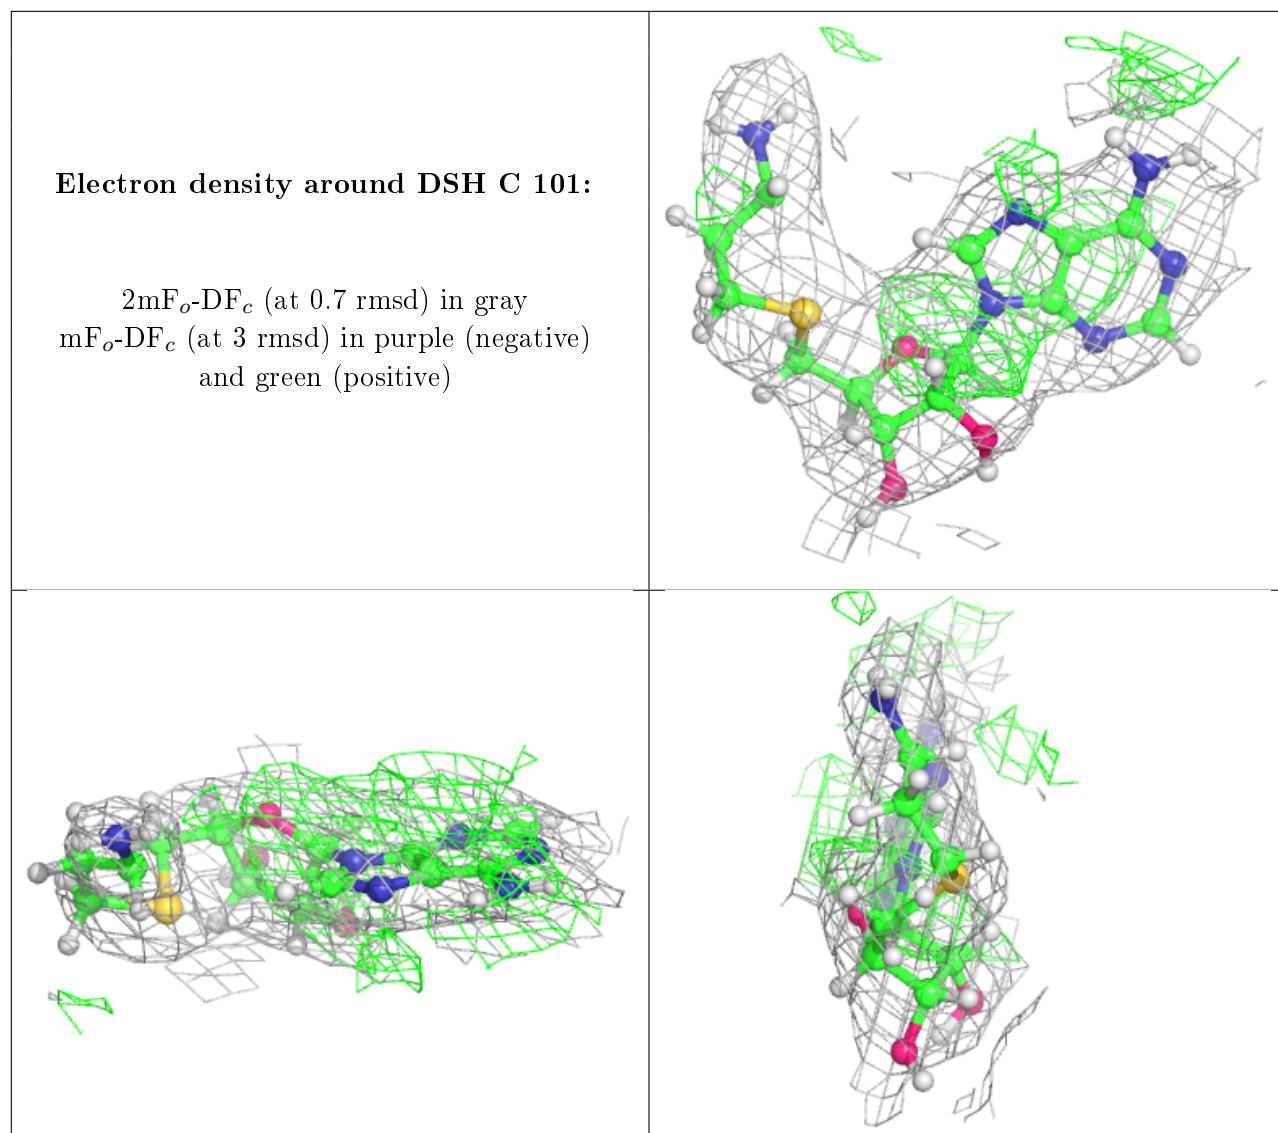 Electron density around DSH C 101:
2mFₒ-DF𝒸 (at 0.7 rmsd) in gray
mFₒ-DF𝒸 (at 3 rmsd) in purple (negative)
and green (positive)